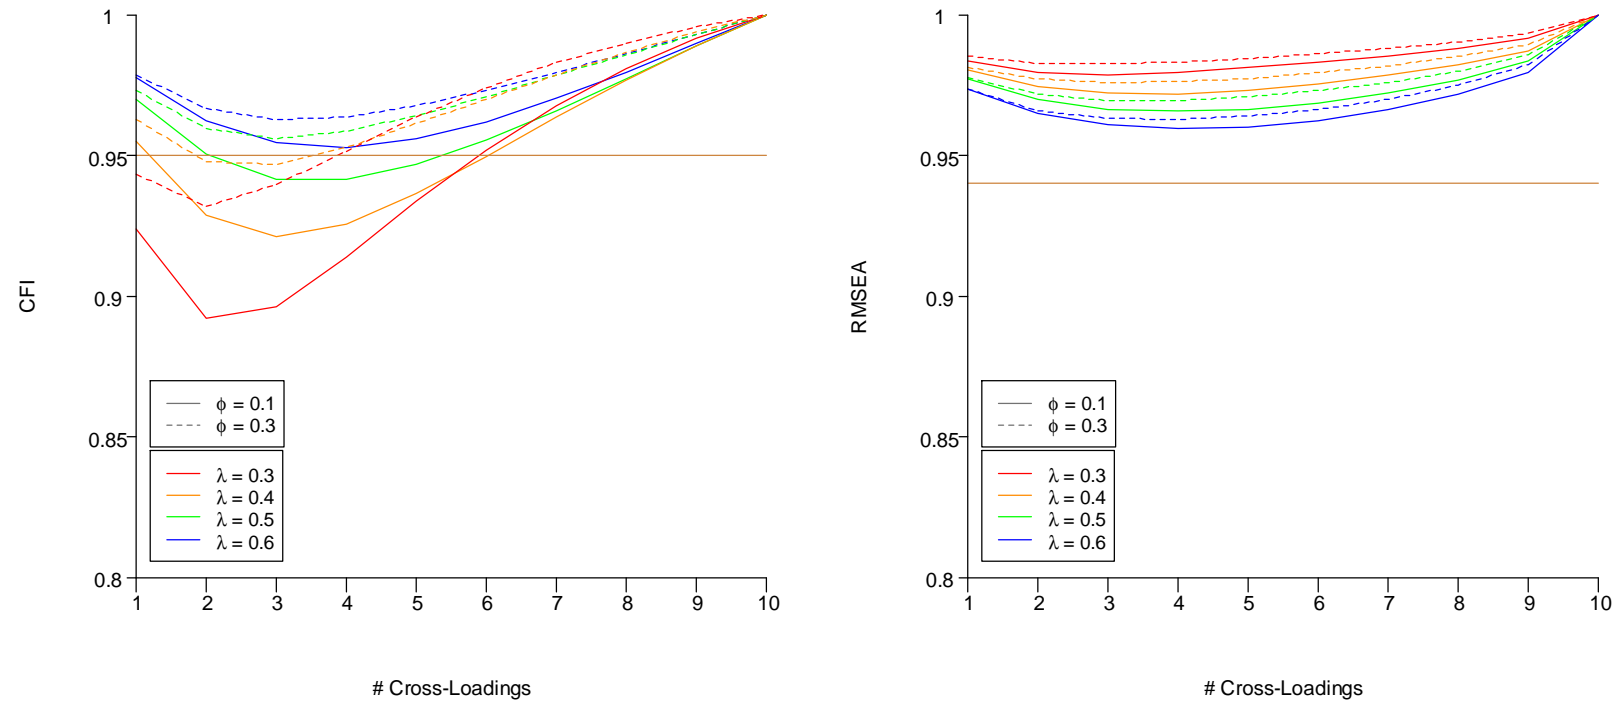 CFI
1
0.95
0.9
0.85
0.8
ϕ = 0.1
ϕ = 0.3
λ = 0.3
λ = 0.4
λ = 0.5
λ = 0.6
1 2 3 4 5 6 7 8 9 10
# Cross-Loadings
RMSEA
1
0.95
0.9
0.85
0.8
ϕ = 0.1
ϕ = 0.3
λ = 0.3
λ = 0.4
λ = 0.5
λ = 0.6
1 2 3 4 5 6 7 8 9 10
# Cross-Loadings